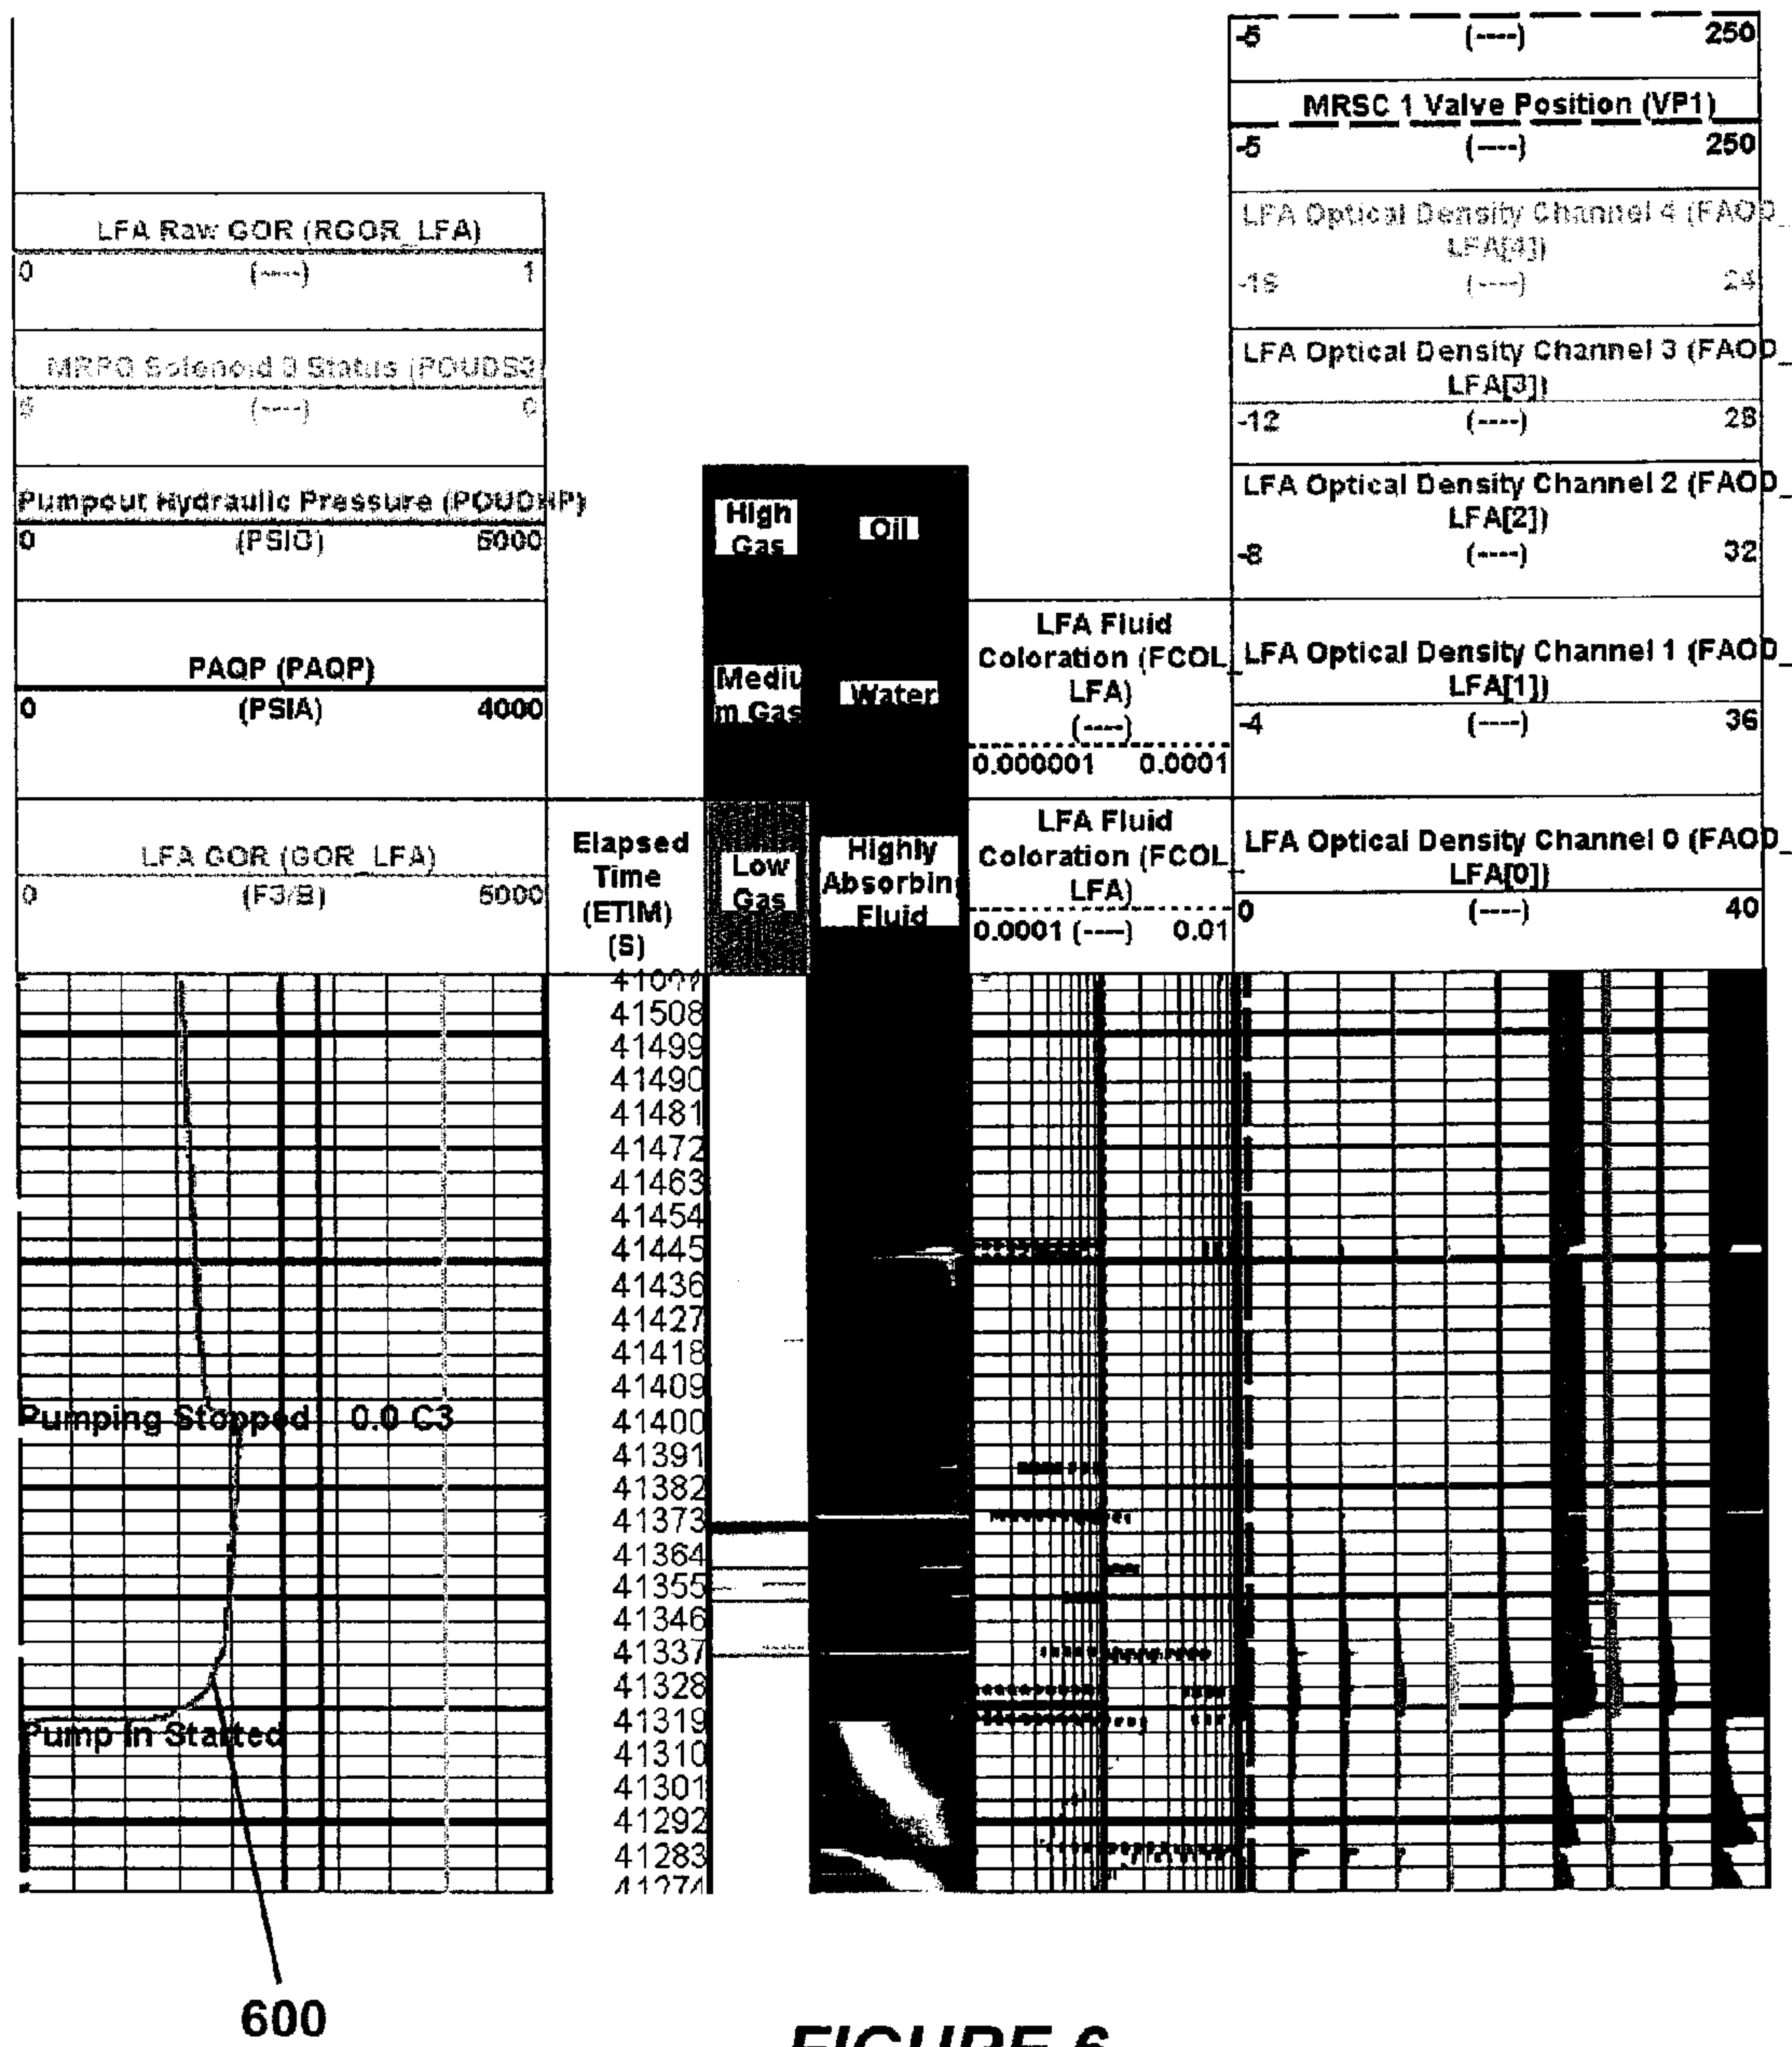 -5 (----) 250
MRSC 1 Valve Position (VP1)
-5 (----) 250
LFA Optical Density Channel 4 (FAOD_
LFA[4])
-16 (----) 24
LFA Optical Density Channel 3 (FAOD_
LFA[3])
-12 (----) 28
LFA Optical Density Channel 2 (FAOD_
LFA[2])
-8 (----) 32
LFA Optical Density Channel 1 (FAOD_
LFA[1])
-4 (----) 36
LFA Optical Density Channel 0 (FAOD_
LFA[0])
0 (----) 40
LFA Raw GOR (RGOR_LFA)
0 (----) 1
MRPO Solenoid 3 Status (POUDS3)
(----) 0
Pumpout Hydraulic Pressure (POUDHP)
0 (PSIG) 5000
PAQP (PAQP)
0 (PSIA) 4000
LFA GOR (GOR_LFA)
0 (F3/B) 5000
Elapsed
Time
(ETIM)
(S)
High
Gas
Oil
Mediu
m Gas
Water
Low
Gas
Highly
Absorbin
Fluid
LFA Fluid
Coloration (FCOL_
LFA)
(----)
0.000001 0.0001
LFA Fluid
Coloration (FCOL_
LFA)
0.0001 (----) 0.01
41508
41499
41490
41481
41472
41463
41454
41445
41436
41427
41418
41409
41400
41391
41382
41373
41364
41355
41346
41337
41328
41319
41310
41301
41292
41283
41274
Pumping Stopped 0.0 C3
Pump In Started
600
FIGURE 6